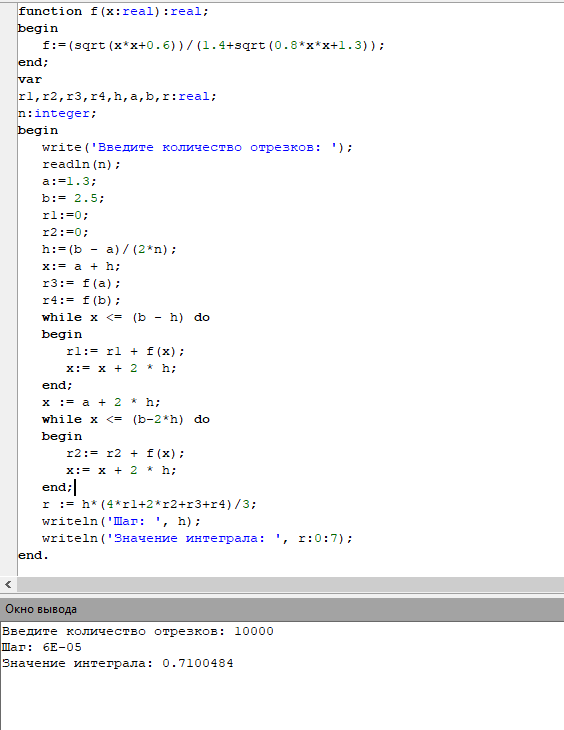 function f(x:real):real;
begin
f:=(sqrt(x*x+0.6))/(1.4+sqrt(0.8*x*x+1.3));
end;
var
r1,r2,r3,r4,h,a,b,r:real;
n:integer;
begin
write('Введите количество отрезков: ');
readln(n);
a:=1.3;
b:= 2.5;
r1:=0;
r2:=0;
h:=(b - a)/(2*n);
x:= a + h;
r3:= f(a);
r4:= f(b);
while x <= (b - h) do
begin
r1:= r1 + f(x);
x:= x + 2 * h;
end;
x := a + 2 * h;
while x <= (b-2*h) do
begin
r2:= r2 + f(x);
x:= x + 2 * h;
end;
r := h*(4*r1+2*r2+r3+r4)/3;
writeln('Шаг: ', h);
writeln('Значение интеграла: ', r:0:7);
end.
Окно вывода
Введите количество отрезков: 10000
Шаг: 6E-05
Значение интеграла: 0.7100484